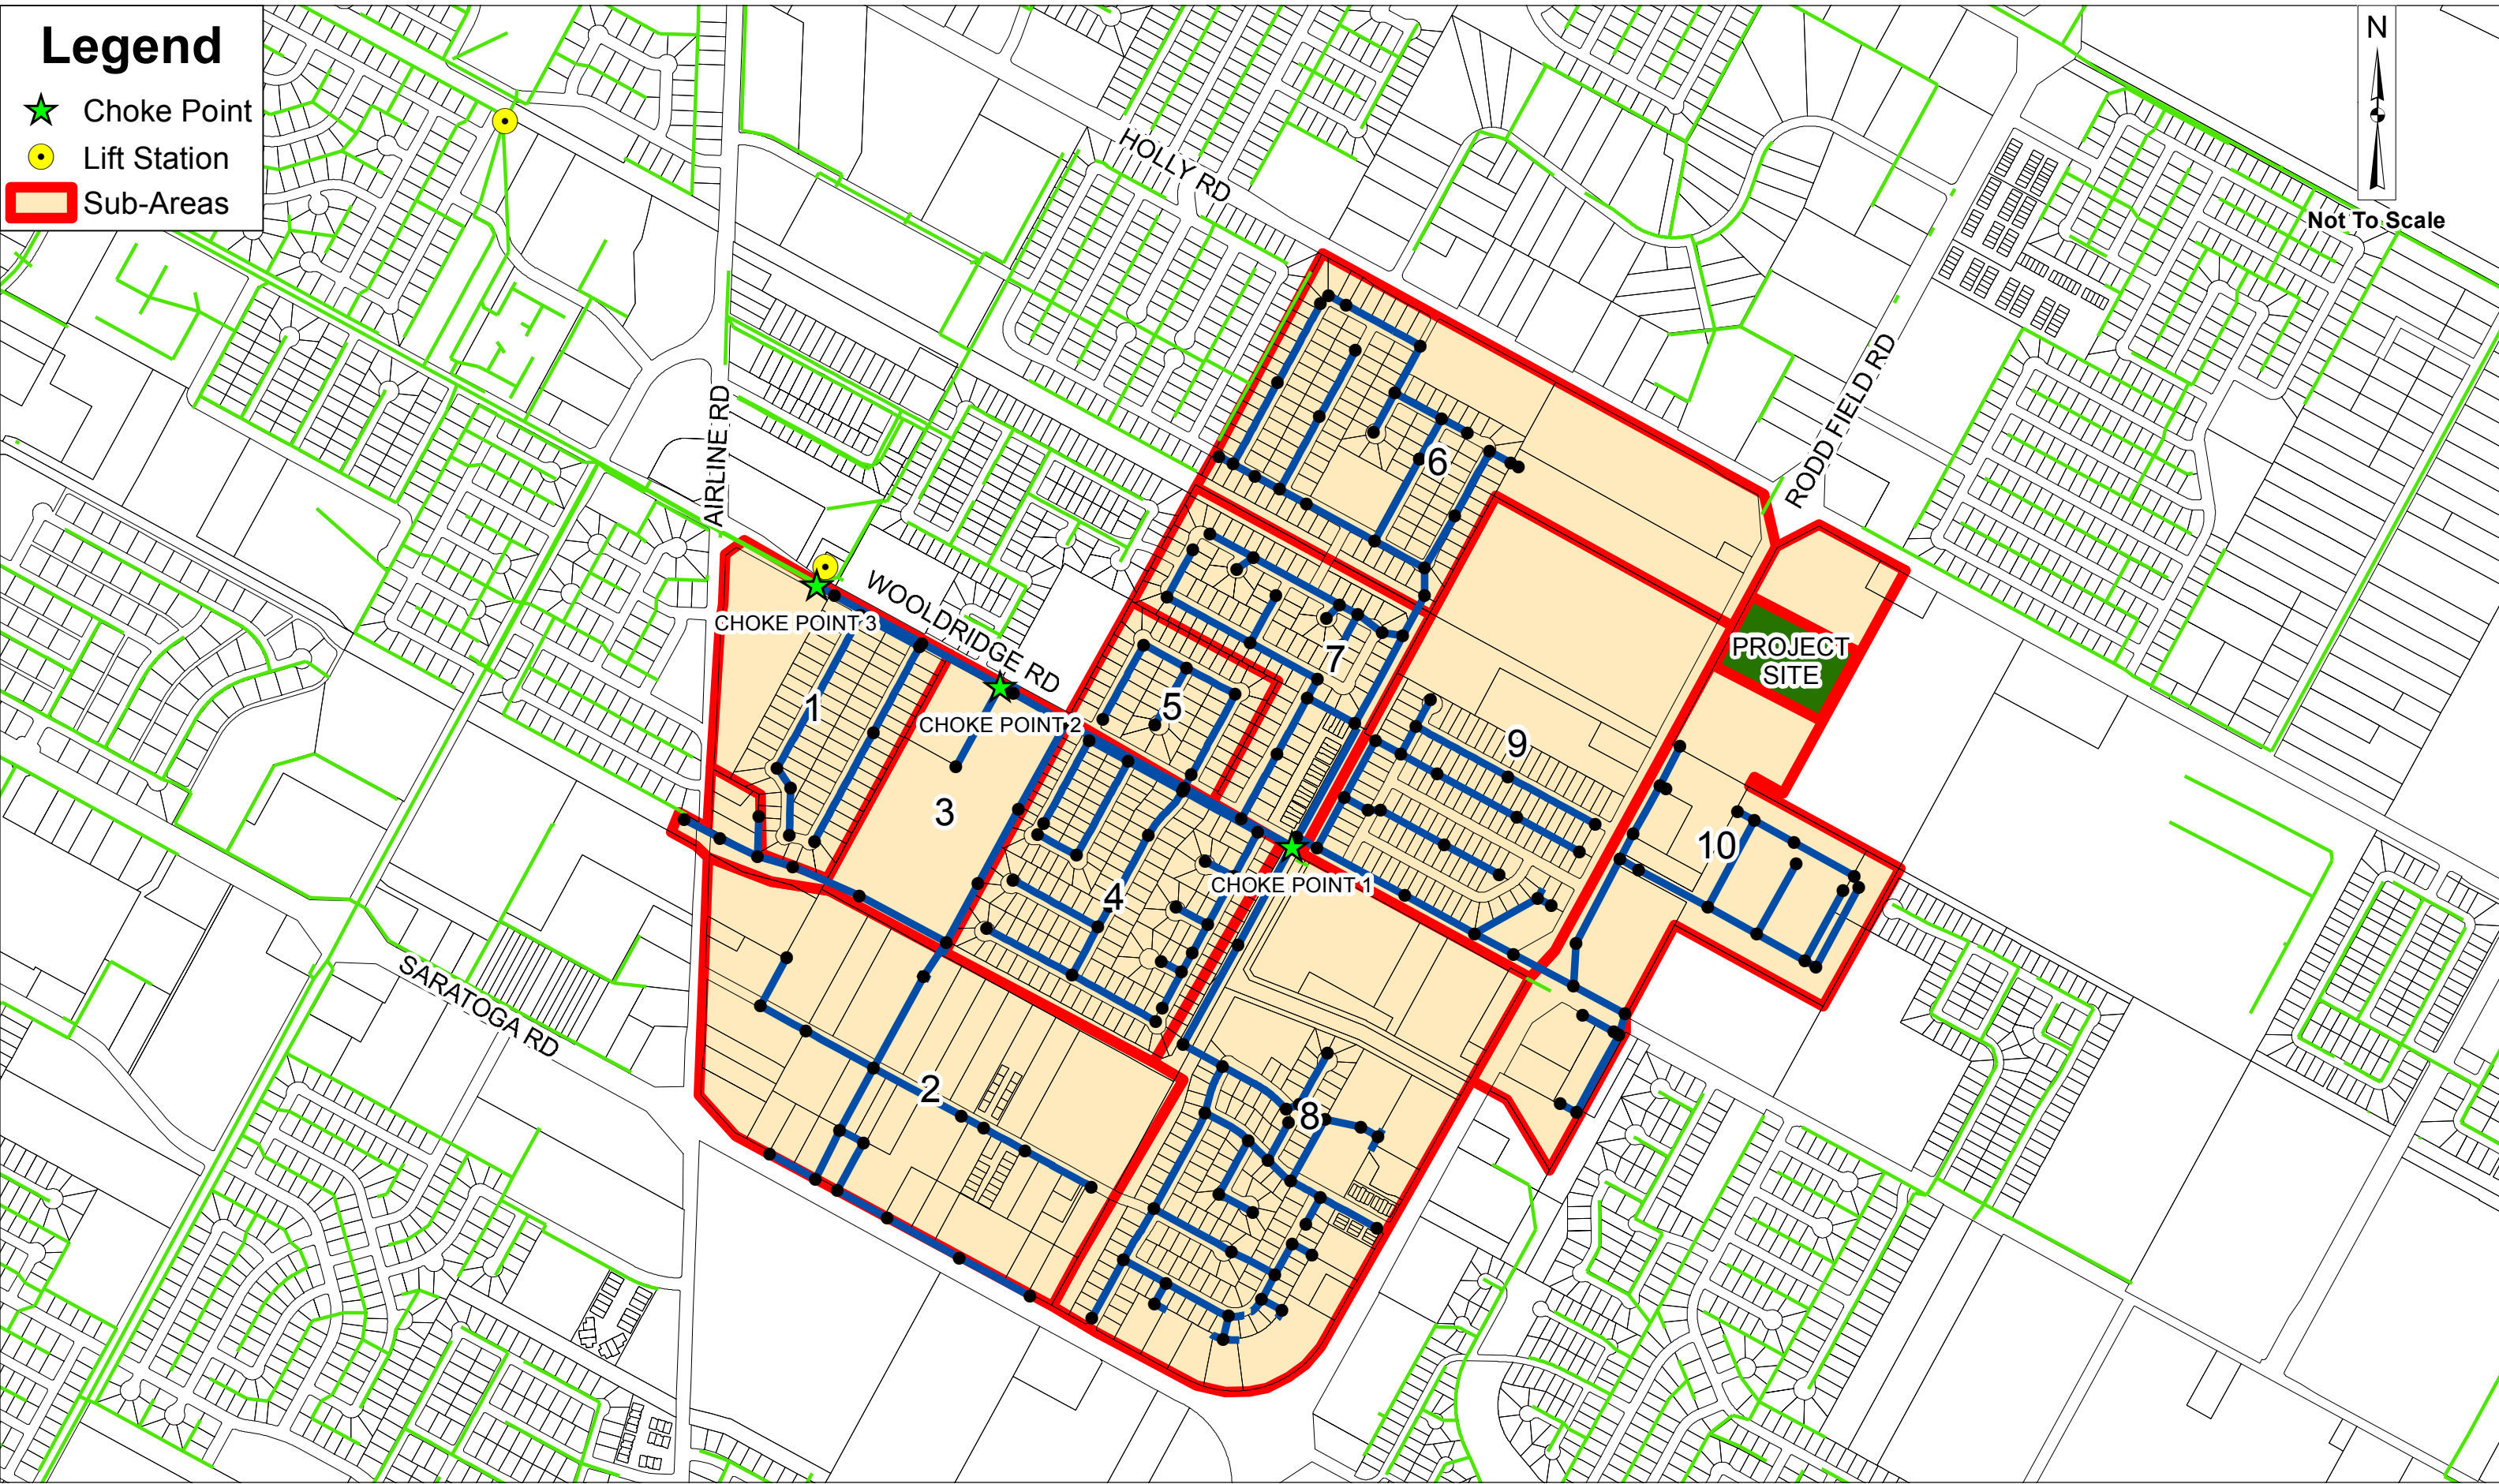 Legend
Choke Point
Lift Station
Sub-Areas
N
Not To Scale
HOLLY RD
RODD FIELD RD
AIRLINE RD
WOOLDRIDGE RD
SARATOGA RD
CHOKE POINT 3
CHOKE POINT 2
CHOKE POINT 1
PROJECT
SITE
6
7
5
1
9
3
10
4
2
8